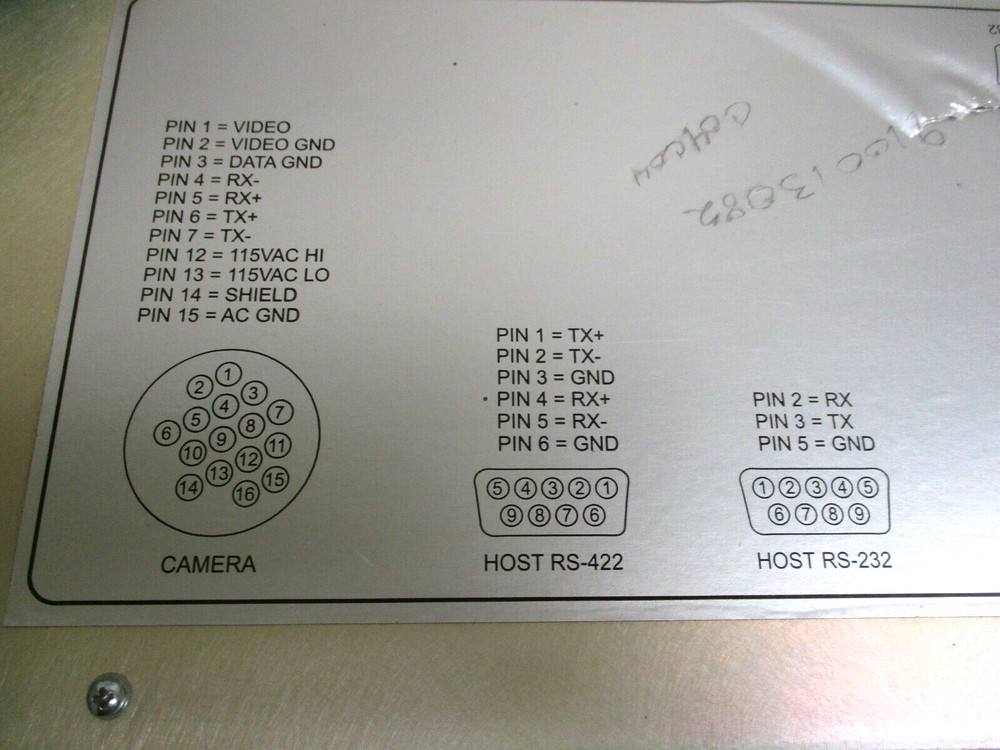 PIN 1 = VIDEO
PIN 2 = VIDEO GND
PIN 3 = DATA GND
PIN 4 = RX-
PIN 5 = RX+
PIN 6 = TX+
PIN 7 = TX-
PIN 12 = 115VAC HI
PIN 13 = 115VAC LO
PIN 14 = SHIELD
PIN 15 = AC GND
1
2 3
4 7
5 8
6 9 11
10 12
13 15
14 16
CAMERA
PIN 1 = TX+
PIN 2 = TX-
PIN 3 = GND
PIN 4 = RX+
PIN 5 = RX-
PIN 6 = GND
5 4 3 2 1
9 8 7 6
HOST RS-422
PIN 2 = RX
PIN 3 = TX
PIN 5 = GND
1 2 3 4 5
6 7 8 9
HOST RS-232